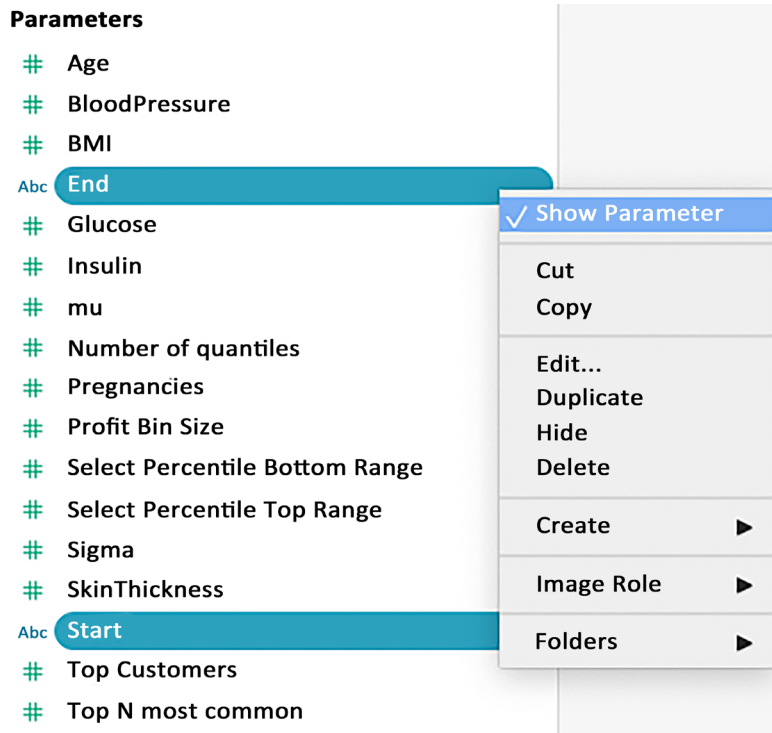 Parameters
# Age
# BloodPressure
# BMI
Abc End
# Glucose
# Insulin
# mu
# Number of quantiles
# Pregnancies
# Profit Bin Size
# Select Percentile Bottom Range
# Select Percentile Top Range
# Sigma
# SkinThickness
Abc Start
# Top Customers
# Top N most common
✓ Show Parameter
Cut
Copy
Edit...
Duplicate
Hide
Delete
Create ▶
Image Role ▶
Folders ▶